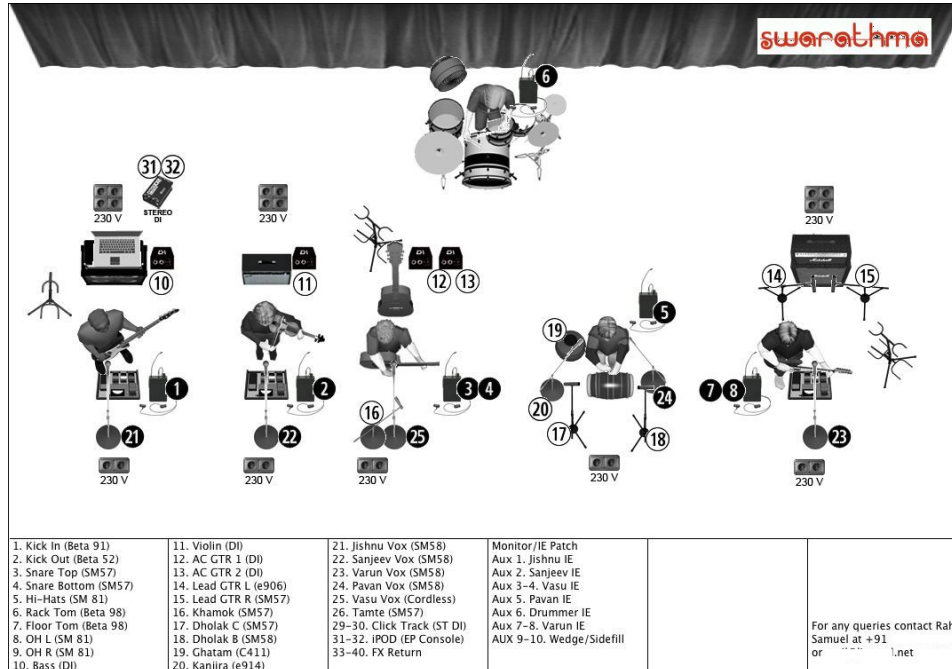 swarathma
6
31 32
STEREO
DI
230 V
230 V
230 V
DI
DI
DI
DI
10
11
12 13
14 15
5
19
1
2
3 4
7 8
16
20
24
21
22
25
17
18
23
230 V
230 V
230 V
230 V
230 V
1. Kick In (Beta 91)
2. Kick Out (Beta 52)
3. Snare Top (SM57)
4. Snare Bottom (SM57)
5. Hi-Hats (SM 81)
6. Rack Tom (Beta 98)
7. Floor Tom (Beta 98)
8. OH L (SM 81)
9. OH R (SM 81)
10. Bass (DI)
11. Violin (DI)
12. AC GTR 1 (DI)
13. AC GTR 2 (DI)
14. Lead GTR L (e906)
15. Lead GTR R (SM57)
16. Khamok (SM57)
17. Dholak C (SM57)
18. Dholak B (SM58)
19. Ghatam (C411)
20. Kanjira (e914)
21. Jishnu Vox (SM58)
22. Sanjeev Vox (SM58)
23. Varun Vox (SM58)
24. Pavan Vox (SM58)
25. Vasu Vox (Cordless)
26. Tamte (SM57)
29-30. Click Track (ST DI)
31-32. iPOD (EP Console)
33-40. FX Return
Monitor/IE Patch
Aux 1. Jishnu IE
Aux 2. Sanjeev IE
Aux 3-4. Vasu IE
Aux 5. Pavan IE
Aux 6. Drummer IE
Aux 7-8. Varun IE
AUX 9-10. Wedge/Sidefill
For any queries contact Rah
Samuel at +91
or l.net